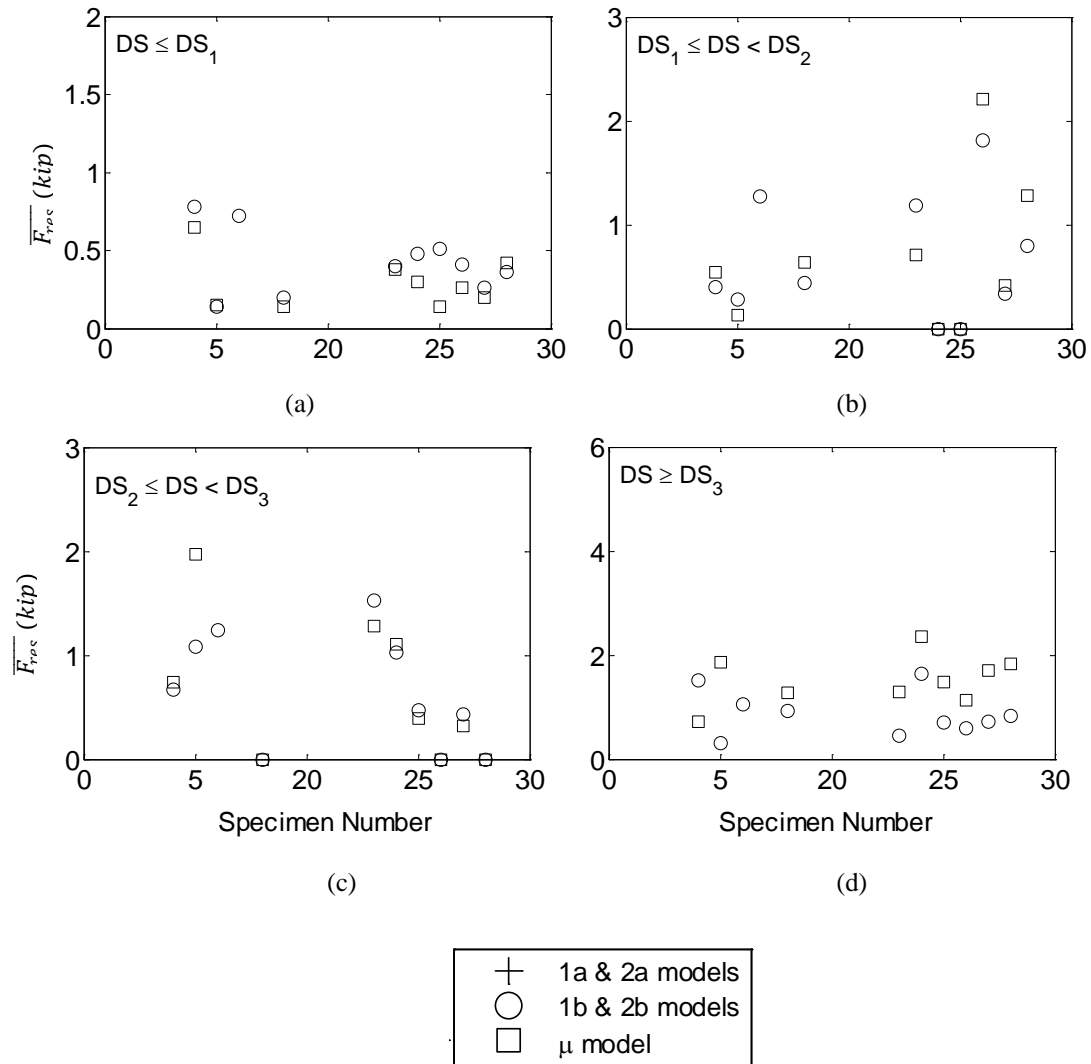 2
DS ≤ DS1
1.5
1
0.5
0
0 5 20 25 30
F̅res (kip)
(a)
3
DS1 ≤ DS < DS2
2
1
0
0 5 20 25 30
(b)
3
DS2 ≤ DS < DS3
2
1
0
0 5 20 25 30
F̅res (kip)
Specimen Number
(c)
6
DS ≥ DS3
4
2
0
0 5 20 25 30
Specimen Number
(d)
1a & 2a models
1b & 2b models
μ model